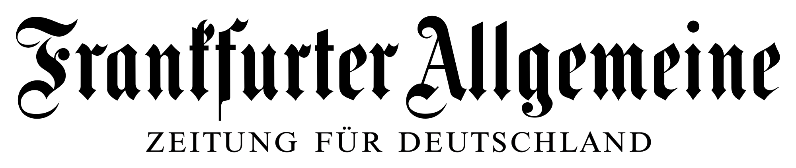 Frankfurter Allgemeine
ZEITUNG FÜR DEUTSCHLAND